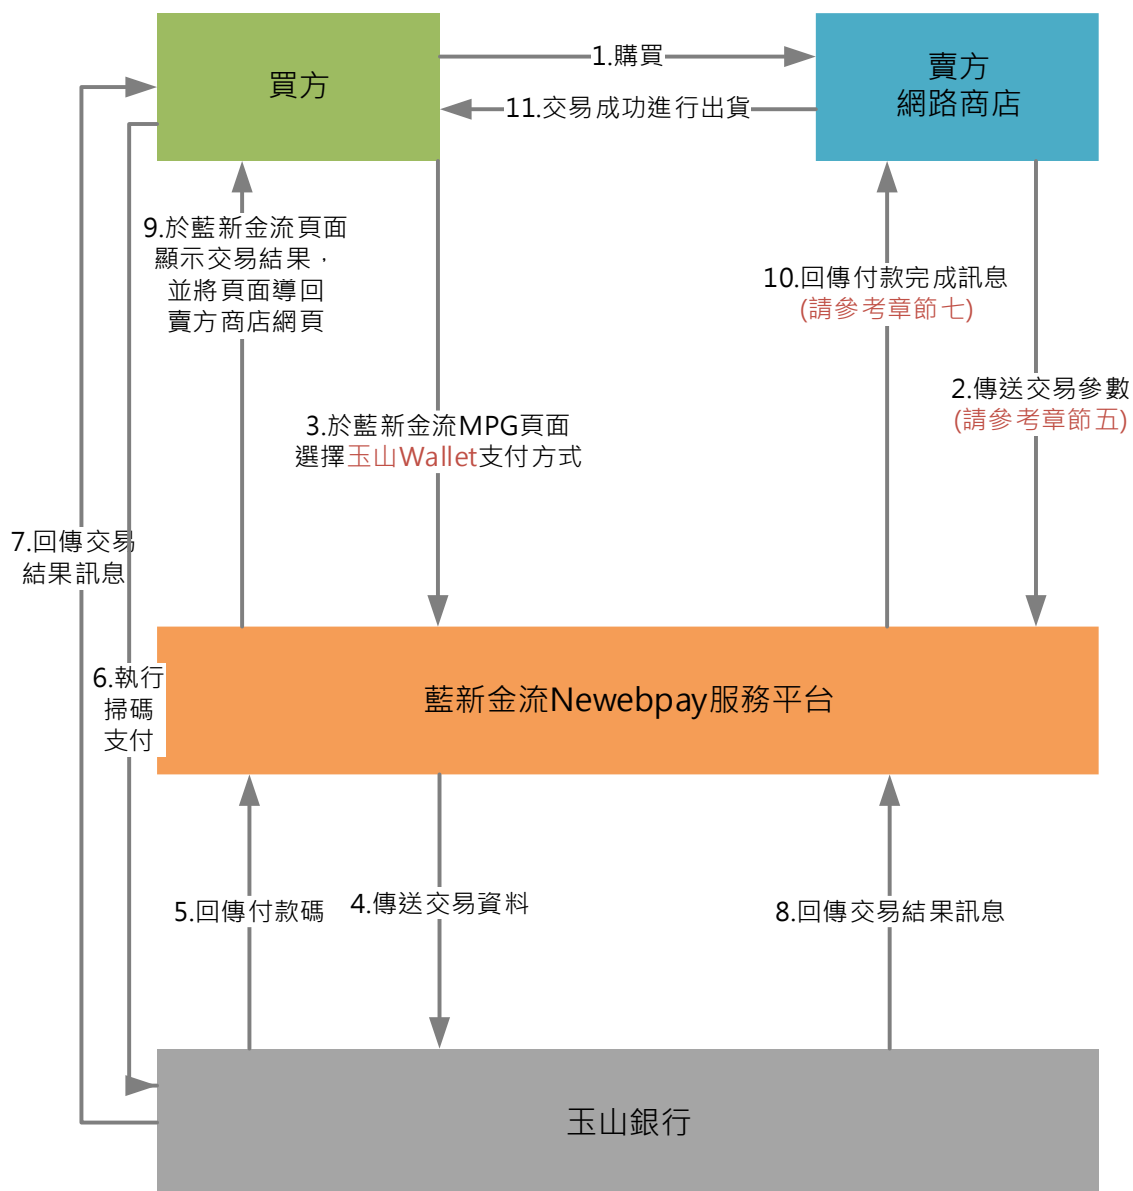 買方
1.購買
賣方
網路商店
11.交易成功進行出貨
9.於藍新金流頁面
顯示交易結果，
並將頁面導回
賣方商店網頁
10.回傳付款完成訊息
(請參考章節七)
2.傳送交易參數
(請參考章節五)
3.於藍新金流MPG頁面
選擇玉山Wallet支付方式
7.回傳交易
結果訊息
6.執行
掃碼
支付
藍新金流Newebpay服務平台
5.回傳付款碼
4.傳送交易資料
8.回傳交易結果訊息
玉山銀行